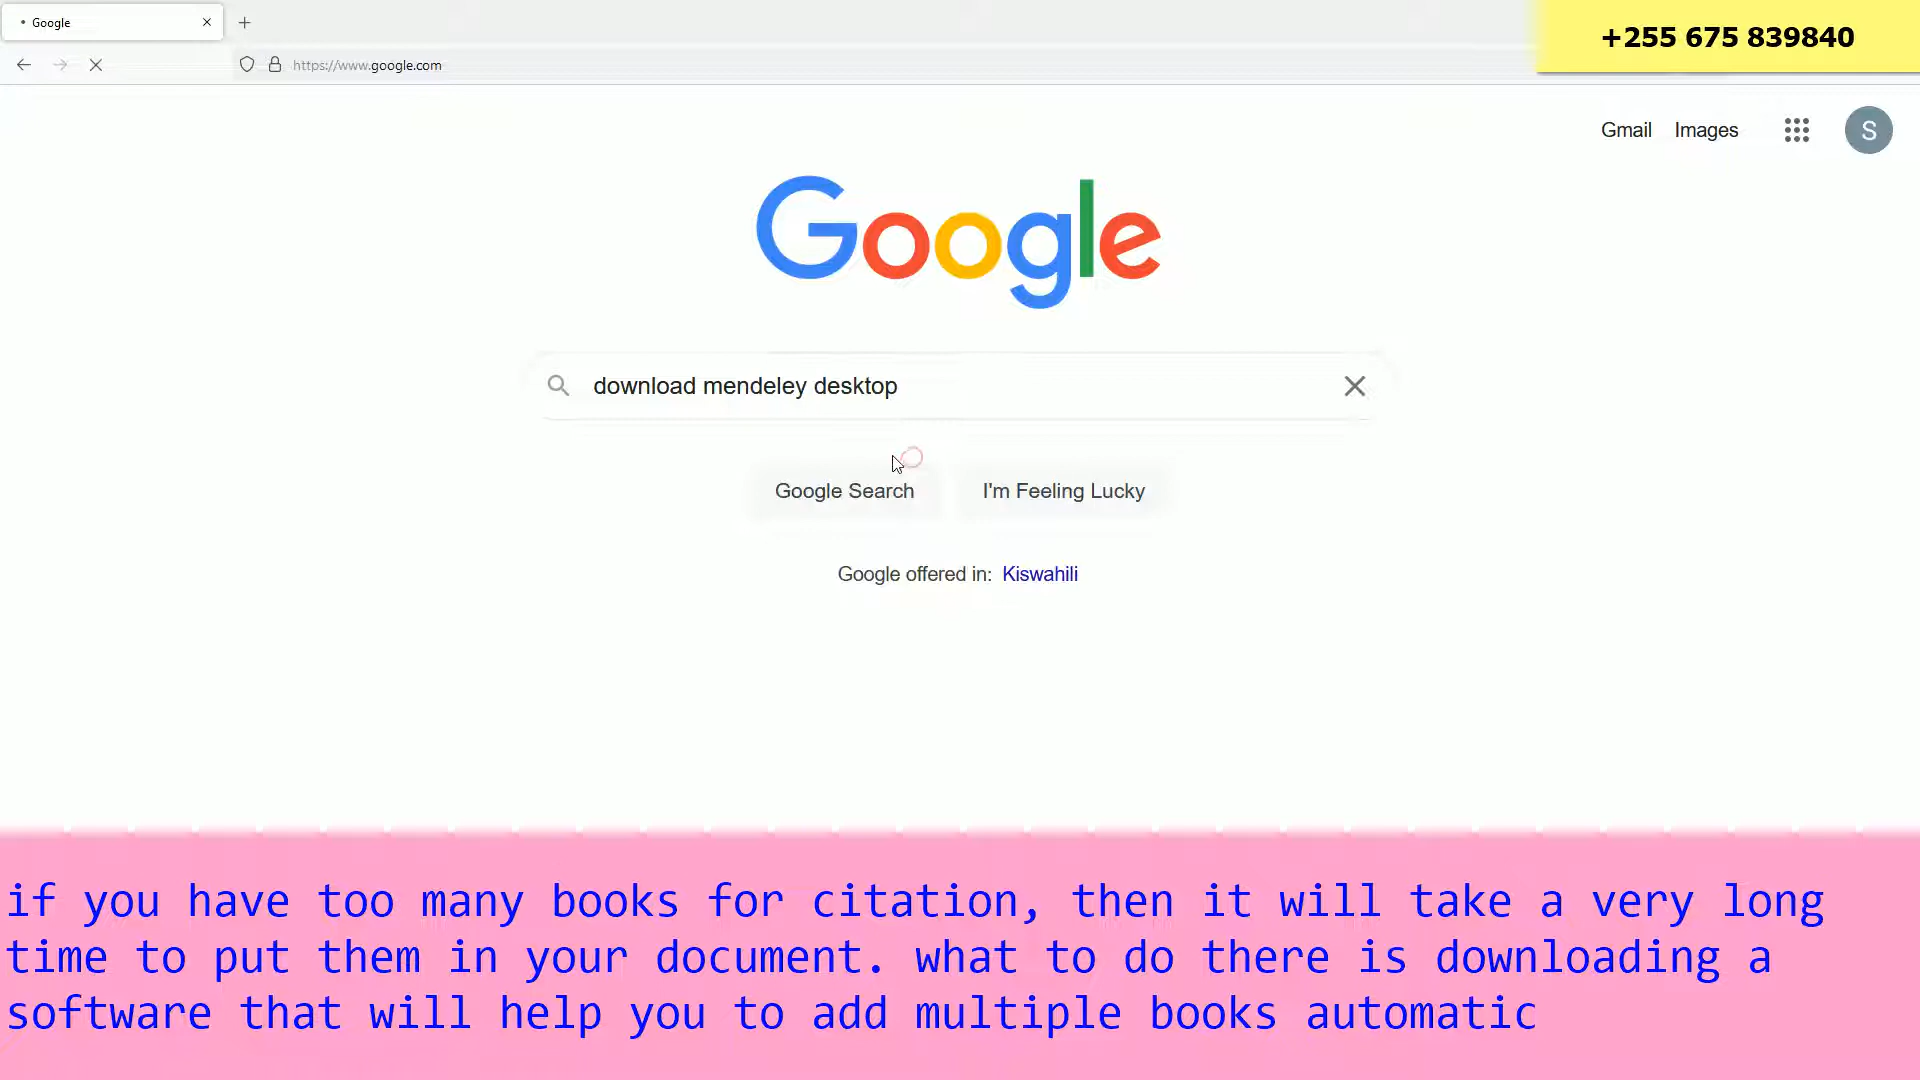 Google
+255 675 839840
https://www.google.com
Gmail Images
S
Google
download mendeley desktop
Google Search I'm Feeling Lucky
Google offered in: Kiswahili
if you have too many books for citation, then it will take a very long
time to put them in your document. what to do there is downloading a
software that will help you to add multiple books automatic